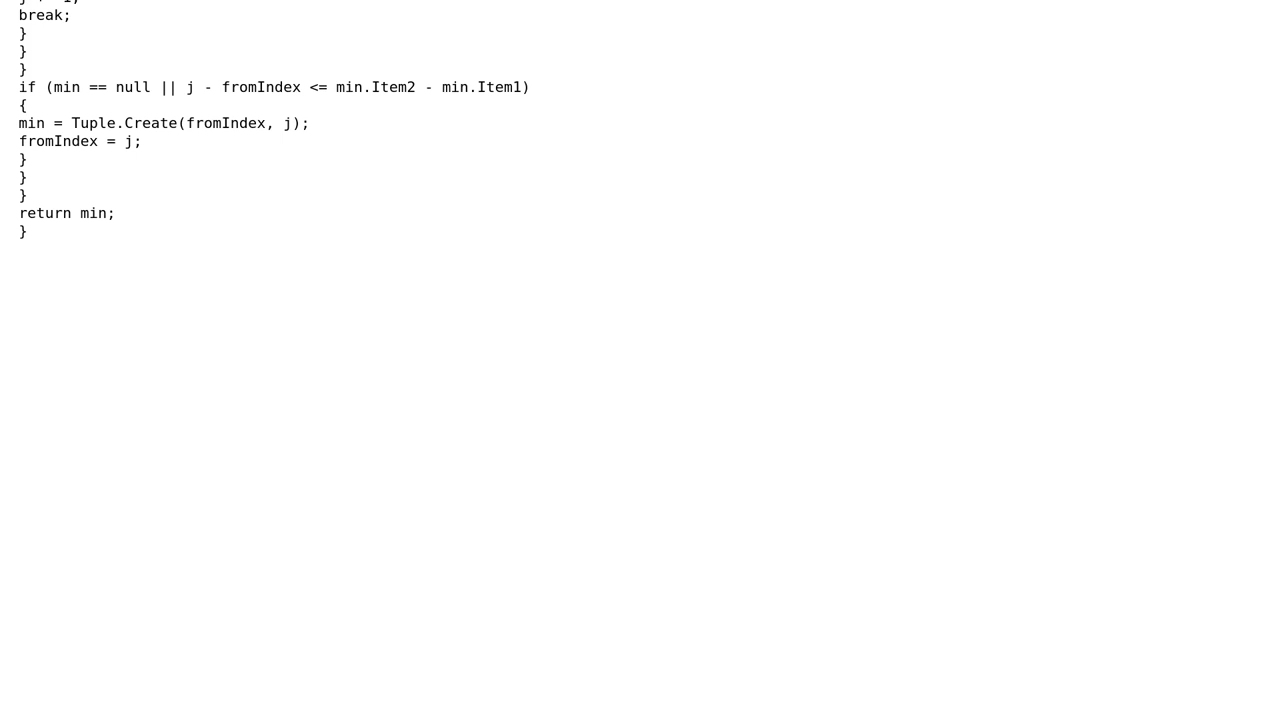 break;
}
}
}
if (min == null || j - fromIndex <= min.Item2 - min.Item1)
{
min = Tuple.Create(fromIndex, j);
fromIndex = j;
}
}
}
return min;
}